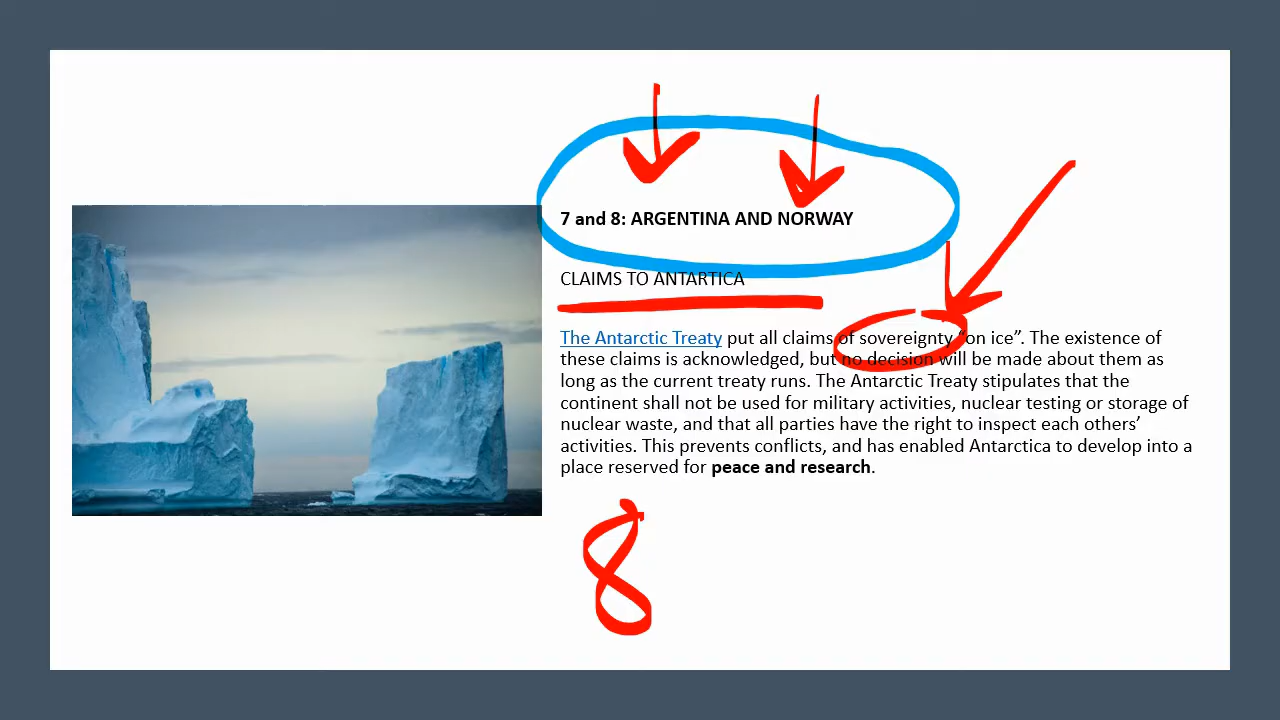 7 and 8: ARGENTINA AND NORWAY
CLAIMS TO ANTARTICA
The Antarctic Treaty put all claims of sovereignty “on ice”. The existence of
these claims is acknowledged, but no decision will be made about them as
long as the current treaty runs. The Antarctic Treaty stipulates that the
continent shall not be used for military activities, nuclear testing or storage of
nuclear waste, and that all parties have the right to inspect each others’
activities. This prevents conflicts, and has enabled Antarctica to develop into a
place reserved for peace and research.
8